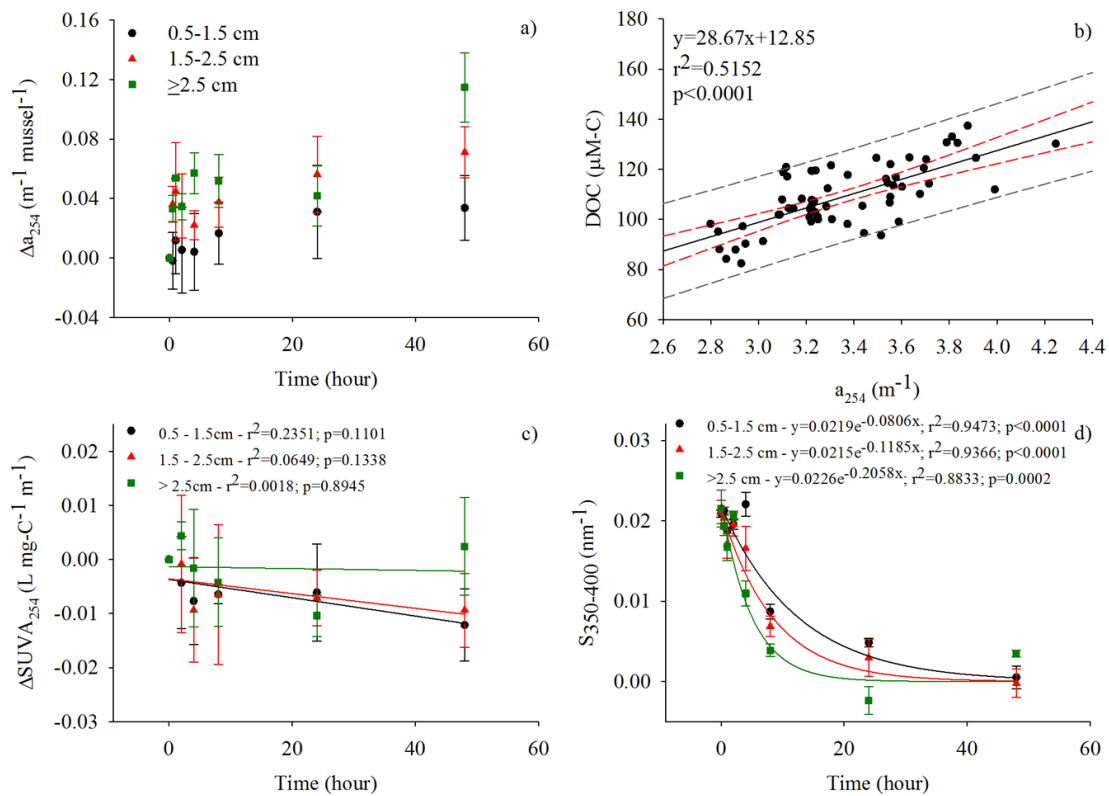 a)
0.5-1.5 cm
1.5-2.5 cm
≥2.5 cm
0.16
0.12
0.08
0.04
0.00
-0.04
Δa254 (m-1 mussel-1)
0 20 40 60
Time (hour)
b)
y=28.67x+12.85
r2=0.5152
p<0.0001
180
160
140
120
100
80
60
DOC (µM-C)
2.6 2.8 3.0 3.2 3.4 3.6 3.8 4.0 4.2 4.4
a254 (m-1)
c)
0.5 - 1.5cm - r2=0.2351; p=0.1101
1.5 - 2.5cm - r2=0.0649; p=0.1338
> 2.5cm - r2=0.0018; p=0.8945
0.02
0.01
0.00
-0.01
-0.02
-0.03
ΔSUVA254 (L mg-C-1 m-1)
0 20 40 60
Time (hour)
d)
0.5-1.5 cm - y=0.0219e-0.0806x, r2=0.9473; p<0.0001
1.5-2.5 cm - y=0.0215e-0.1185x, r2=0.9366; p<0.0001
>2.5 cm - y=0.0226e-0.2058x, r2=0.8833; p=0.0002
0.03
0.02
0.01
0.00
S350-400 (nm-1)
0 20 40 60
Time (hour)